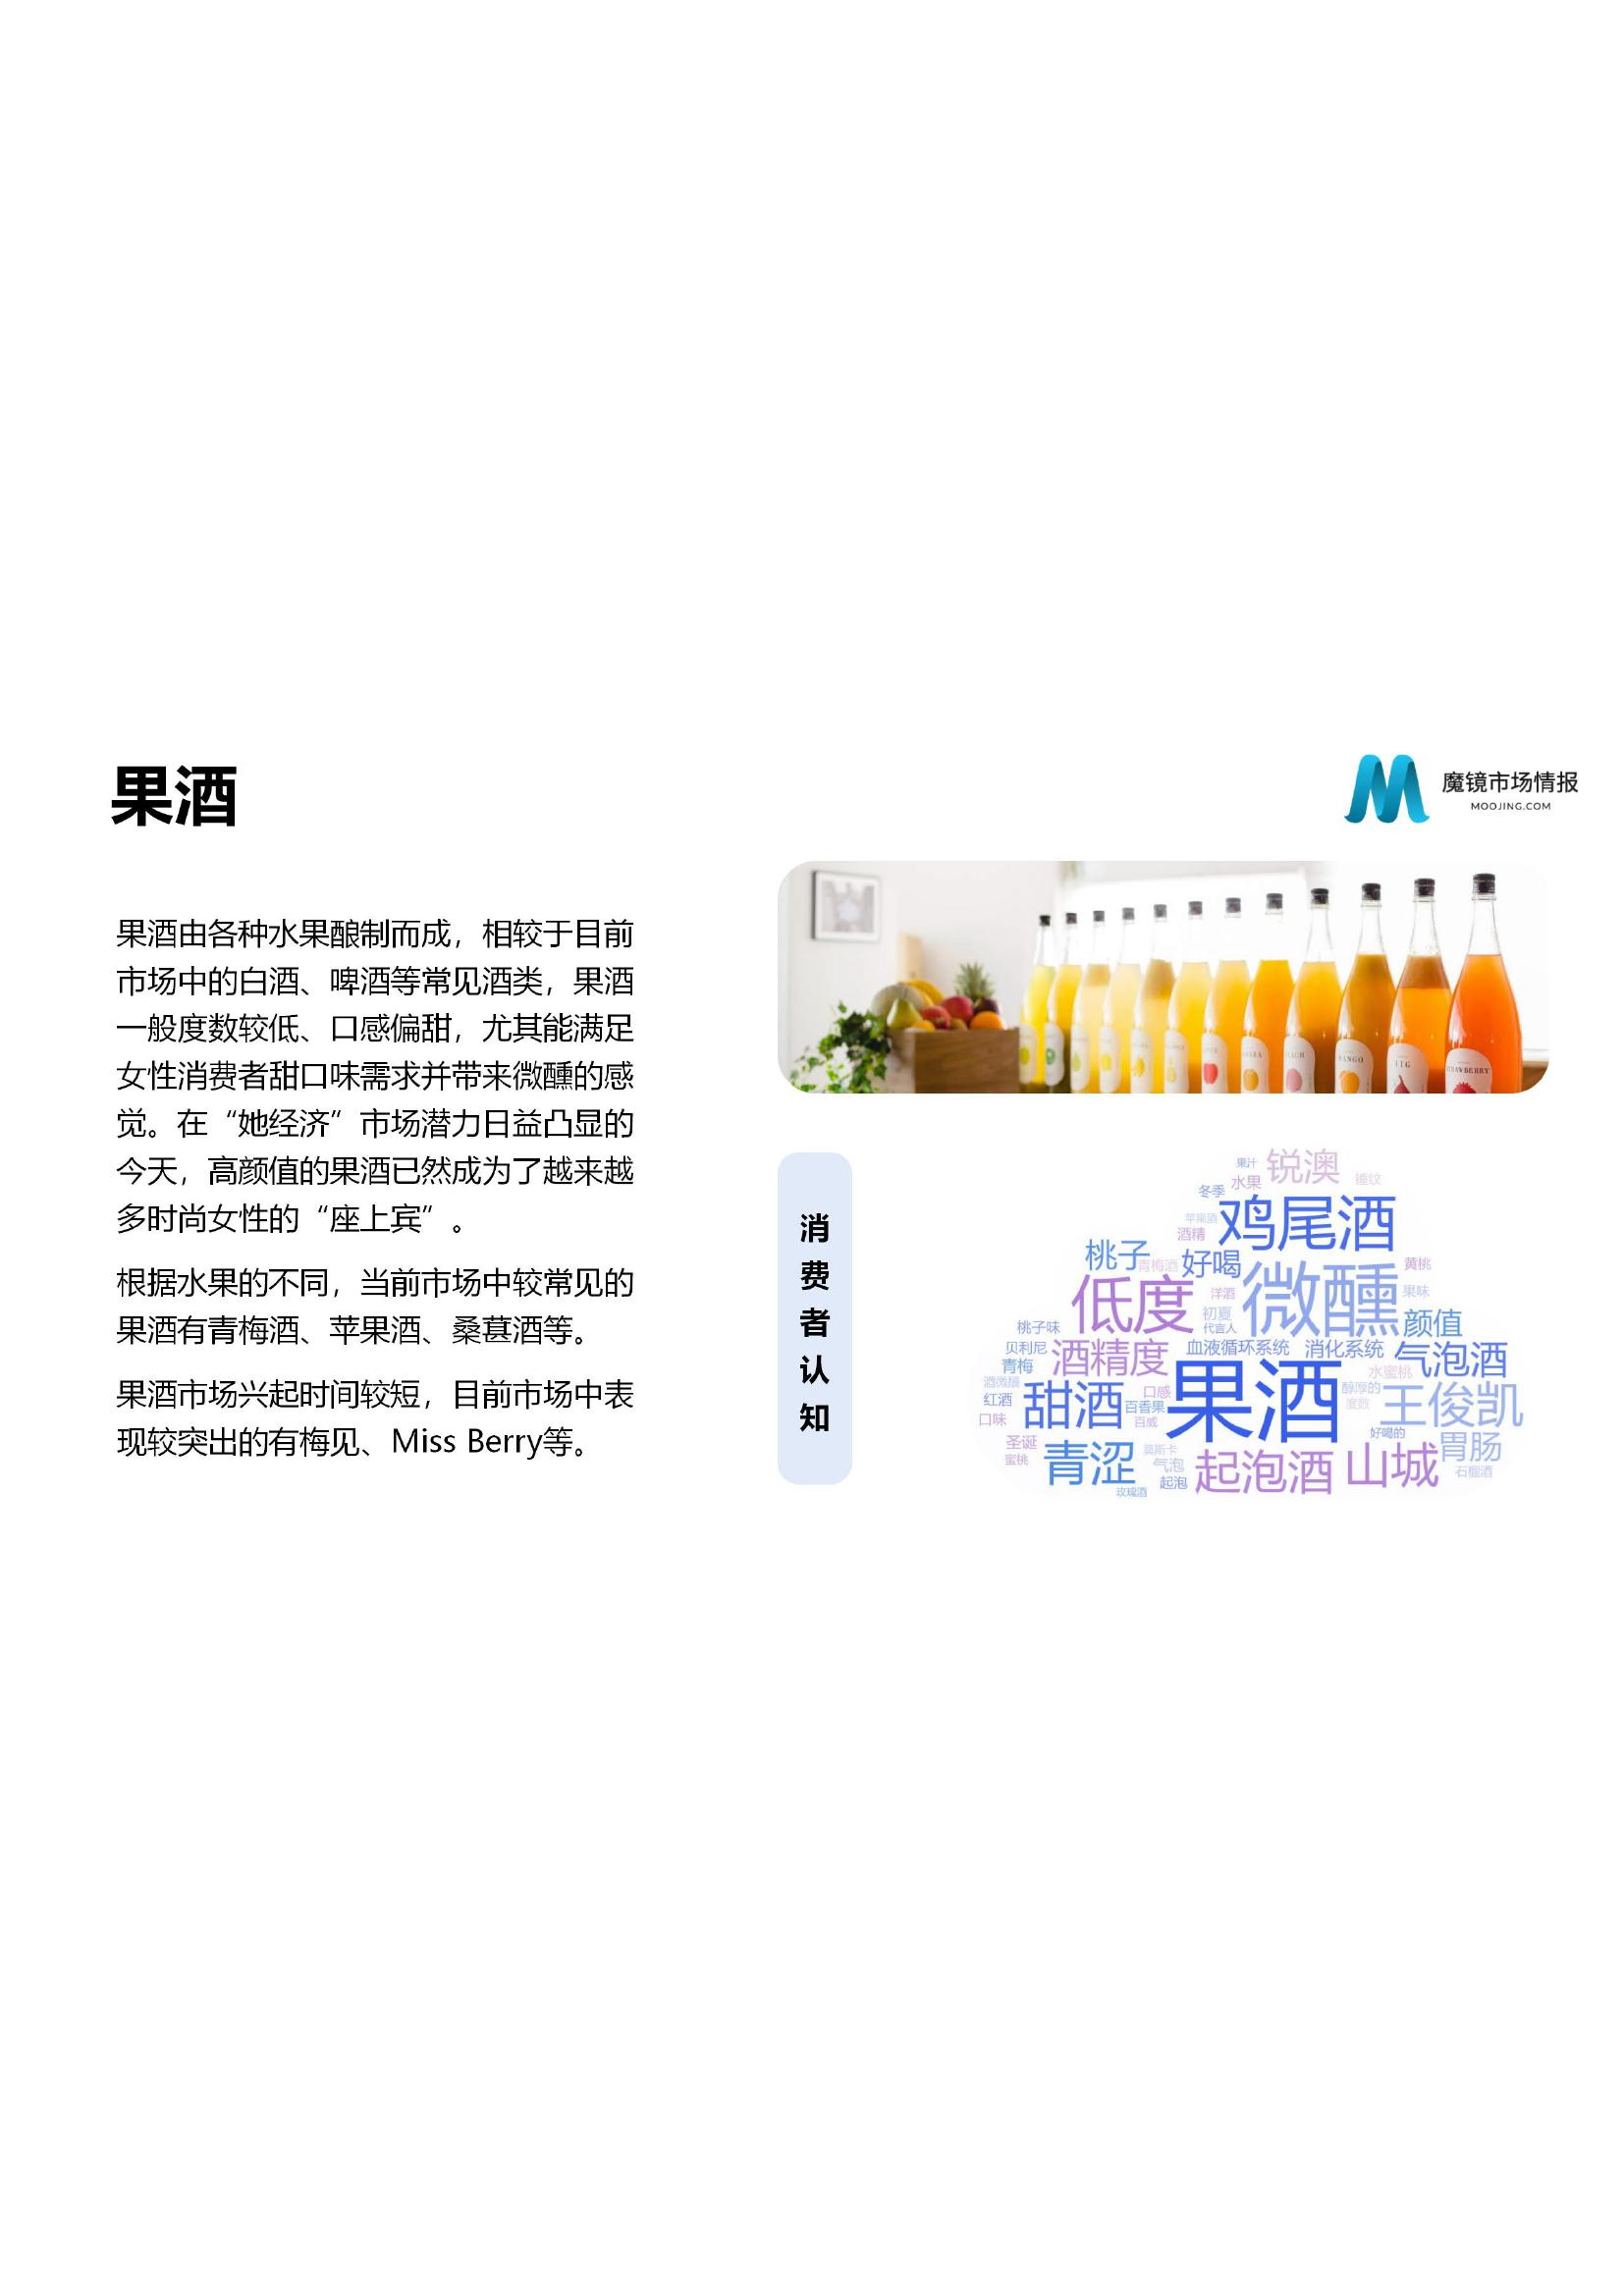 果酒
魔镜市场情报
MOOJING.COM
果酒由各种水果酿制而成，相较于目前
市场中的白酒、啤酒等常见酒类，果酒
一般度数较低、口感偏甜，尤其能满足
女性消费者甜口味需求并带来微醺的感
觉。在“她经济”市场潜力日益凸显的
今天，高颜值的果酒已然成为了越来越
多时尚女性的“座上宾”。
根据水果的不同，当前市场中较常见的
果酒有青梅酒、苹果酒、桑葚酒等。
果酒市场兴起时间较短，目前市场中表
现较突出的有梅见、Miss Berry等。
MANGO
消费者认知
果汁
锐澳
水果
锤纹
冬季
鸡尾酒
苹果酒
酒精
桃子
青梅酒
好喝
黄桃
低度
洋酒
微醺
果味
初夏
代言人
颜值
桃子味
贝利尼
酒精度
血液循环系统
消化系统
气泡酒
青梅
水蜜桃
红酒
甜酒
口感
百香果
百威
果酒
醇厚的
度数
王俊凯
口味
好喝的
圣诞
蜜桃
青涩
莫斯卡
气泡
起泡
起泡酒
山城
胃肠
石榴酒
玫瑰酒